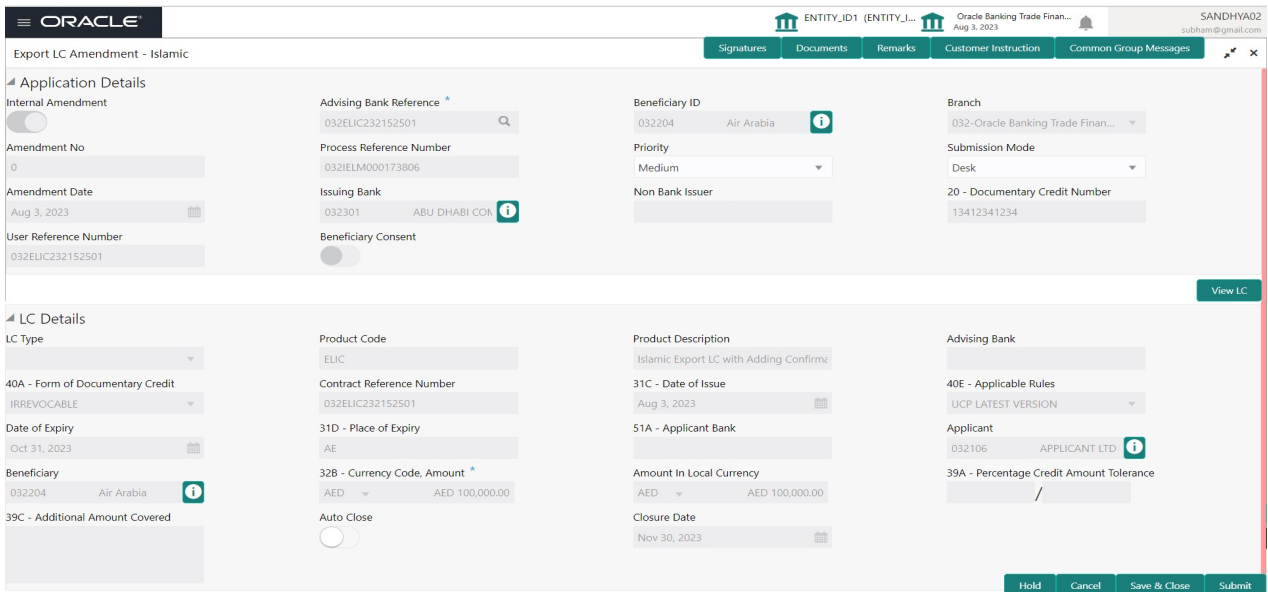 ORACLE
ENTITY_ID1 (ENTITY_I...
Oracle Banking Trade Finan...
Aug 3, 2023
SANDHYA02
subham@gmail.com
Export LC Amendment - Islamic
Signatures
Documents
Remarks
Customer Instruction
Common Group Messages
Application Details
Internal Amendment
Advising Bank Reference *
Beneficiary ID
Branch
032ELIC232152501
032204 Air Arabia
032-Oracle Banking Trade Finan...
Amendment No
Process Reference Number
Priority
Submission Mode
0
032IELM000173806
Medium
Desk
Amendment Date
Issuing Bank
Non Bank Issuer
20 - Documentary Credit Number
Aug 3, 2023
032301 ABU DHABI COM
13412341234
User Reference Number
Beneficiary Consent
032ELIC232152501
View LC
LC Details
LC Type
Product Code
Product Description
Advising Bank
ELIC
Islamic Export LC with Adding Confirma
40A - Form of Documentary Credit
Contract Reference Number
31C - Date of Issue
40E - Applicable Rules
IRREVOCABLE
032ELIC232152501
Aug 3, 2023
UCP LATEST VERSION
Date of Expiry
31D - Place of Expiry
51A - Applicant Bank
Applicant
Oct 31, 2023
AE
032106 APPLICANT LTD
Beneficiary
32B - Currency Code, Amount *
Amount In Local Currency
39A - Percentage Credit Amount Tolerance
032204 Air Arabia
AED AED 100,000.00
AED AED 100,000.00
/
39C - Additional Amount Covered
Auto Close
Closure Date
Nov 30, 2023
Hold
Cancel
Save & Close
Submit